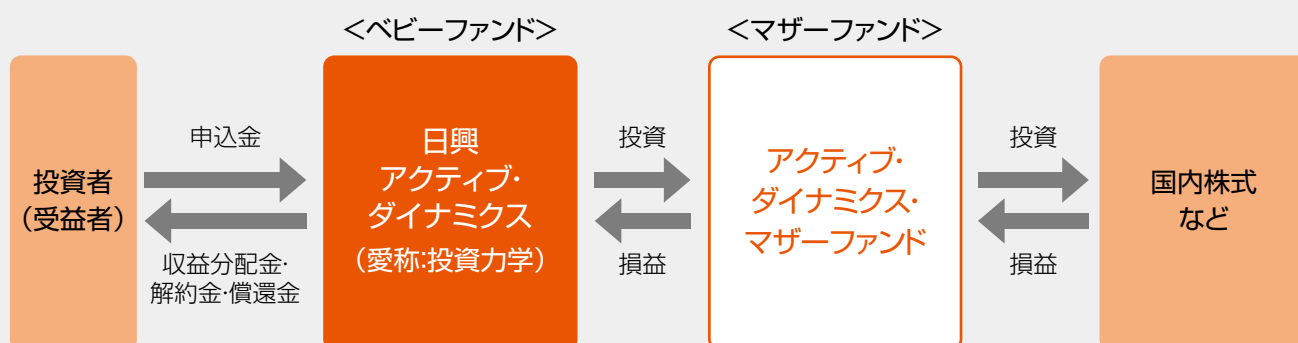 <ベビーファンド>
<マザーファンド>
投資者
(受益者)
申込金
収益分配金・
解約金・償還金
日興
アクティブ・
ダイナミクス
(愛称:投資力学)
投資
損益
アクティブ・
ダイナミクス・
マザーファンド
投資
損益
国内株式
など